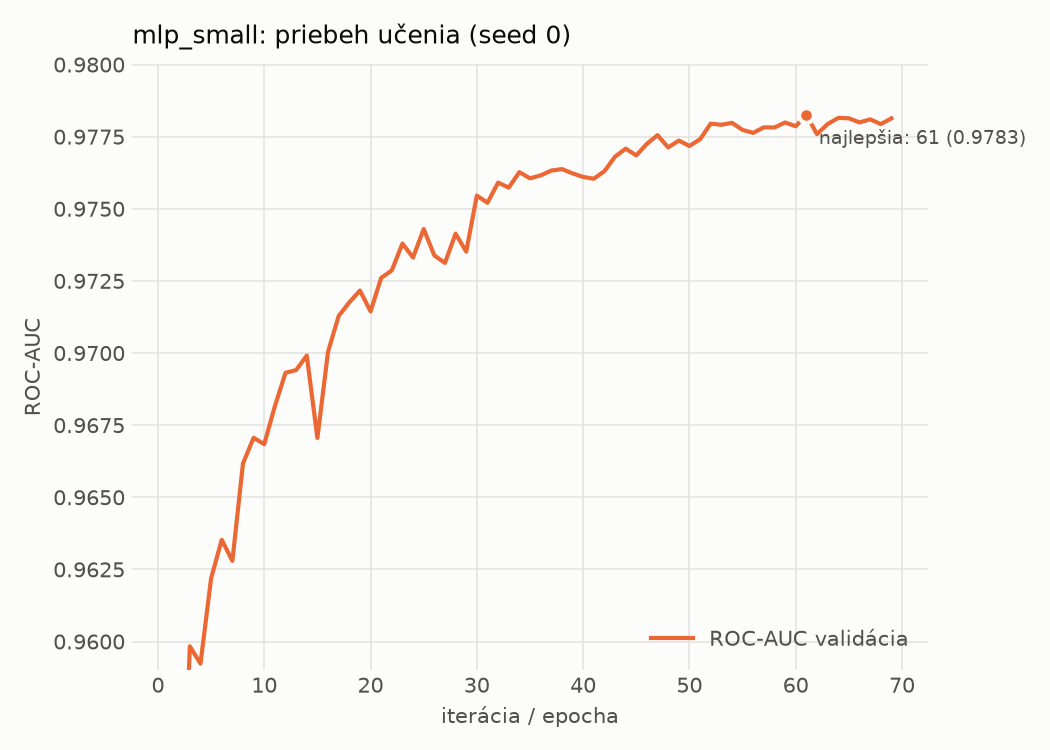 mlp_small: priebeh učenia (seed 0)
0.9800
0.9775
0.9750
0.9725
0.9700
0.9675
0.9650
0.9625
0.9600
ROC-AUC
najlepšia: 61 (0.9783)
ROC-AUC validácia
0 10 20 30 40 50 60 70
iterácia / epocha